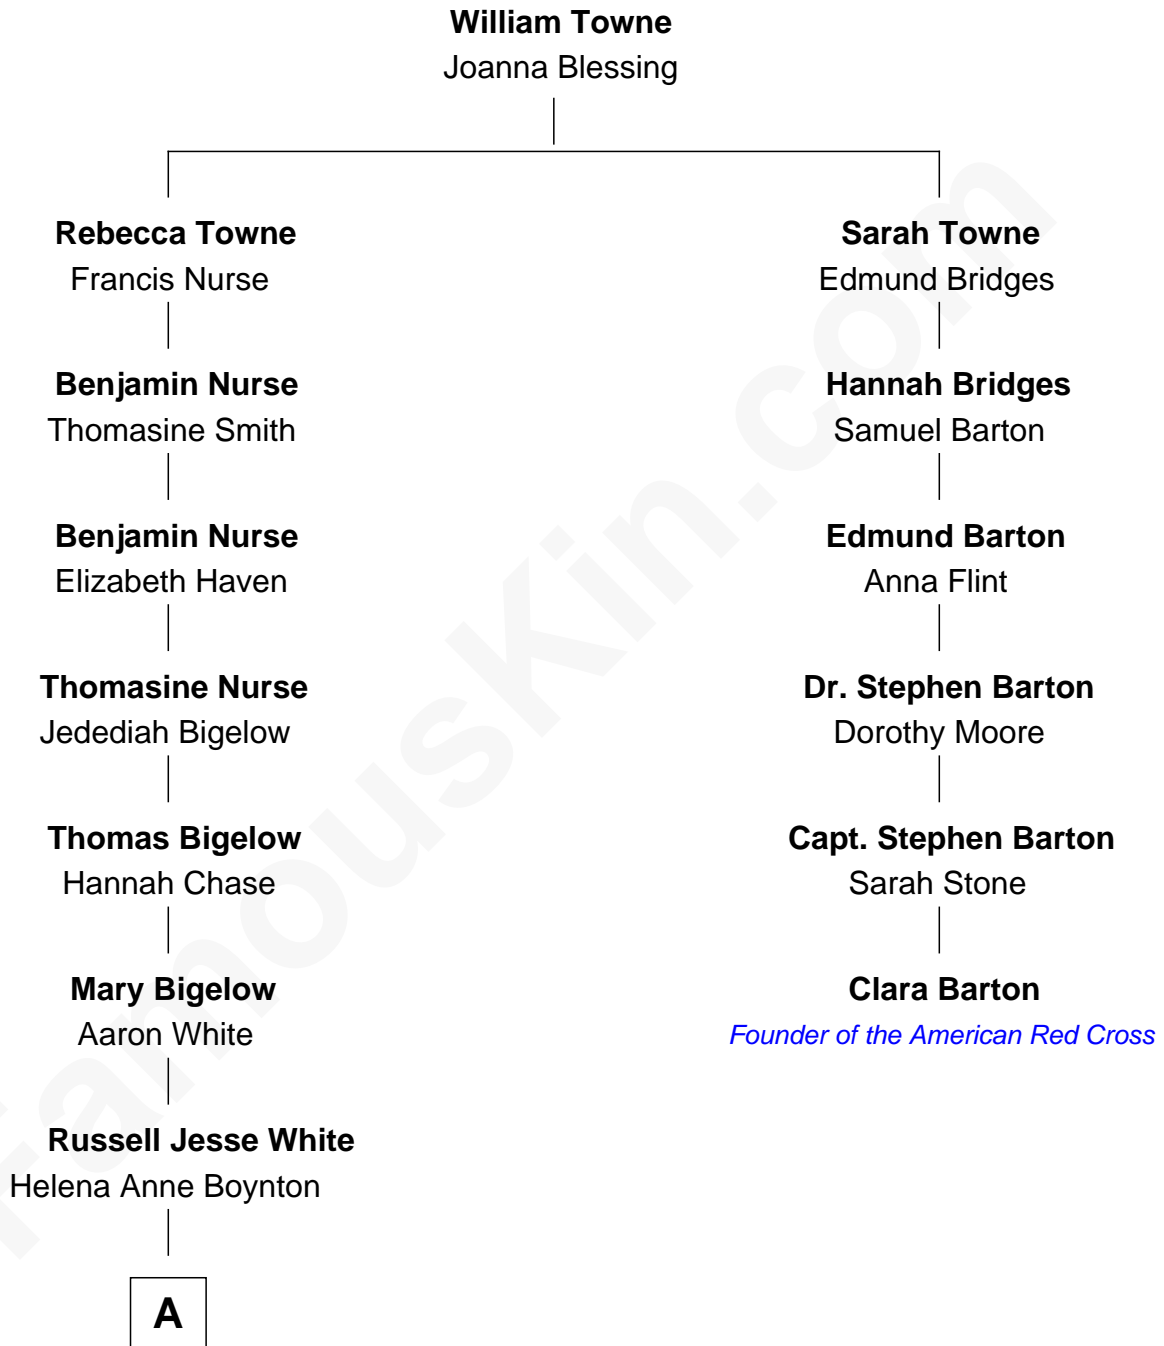 William Towne
Joanna Blessing
Rebecca Towne
Francis Nurse
Sarah Towne
Edmund Bridges
Benjamin Nurse
Thomasine Smith
Hannah Bridges
Samuel Barton
Benjamin Nurse
Elizabeth Haven
Edmund Barton
Anna Flint
Thomasine Nurse
Jedediah Bigelow
Dr. Stephen Barton
Dorothy Moore
Thomas Bigelow
Hannah Chase
Capt. Stephen Barton
Sarah Stone
Mary Bigelow
Aaron White
Clara Barton
Founder of the American Red Cross
Russell Jesse White
Helena Anne Boynton
A
FamousKin.com